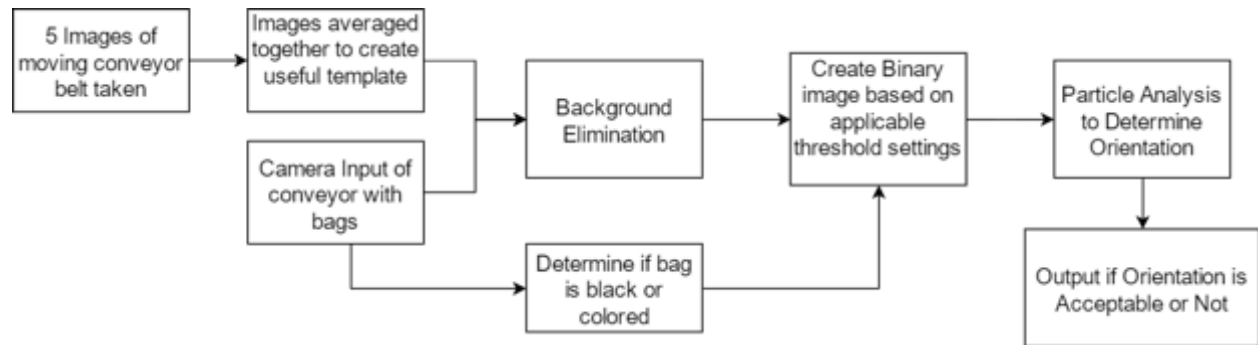 5 Images of
moving conveyor
belt taken
Images averaged
together to create
useful template
Camera Input of
conveyor with
bags
Background
Elimination
Determine if bag
is black or
colored
Create Binary
image based on
applicable
threshold settings
Particle Analysis
to Determine
Orientation
Output if Orientation is
Acceptable or Not